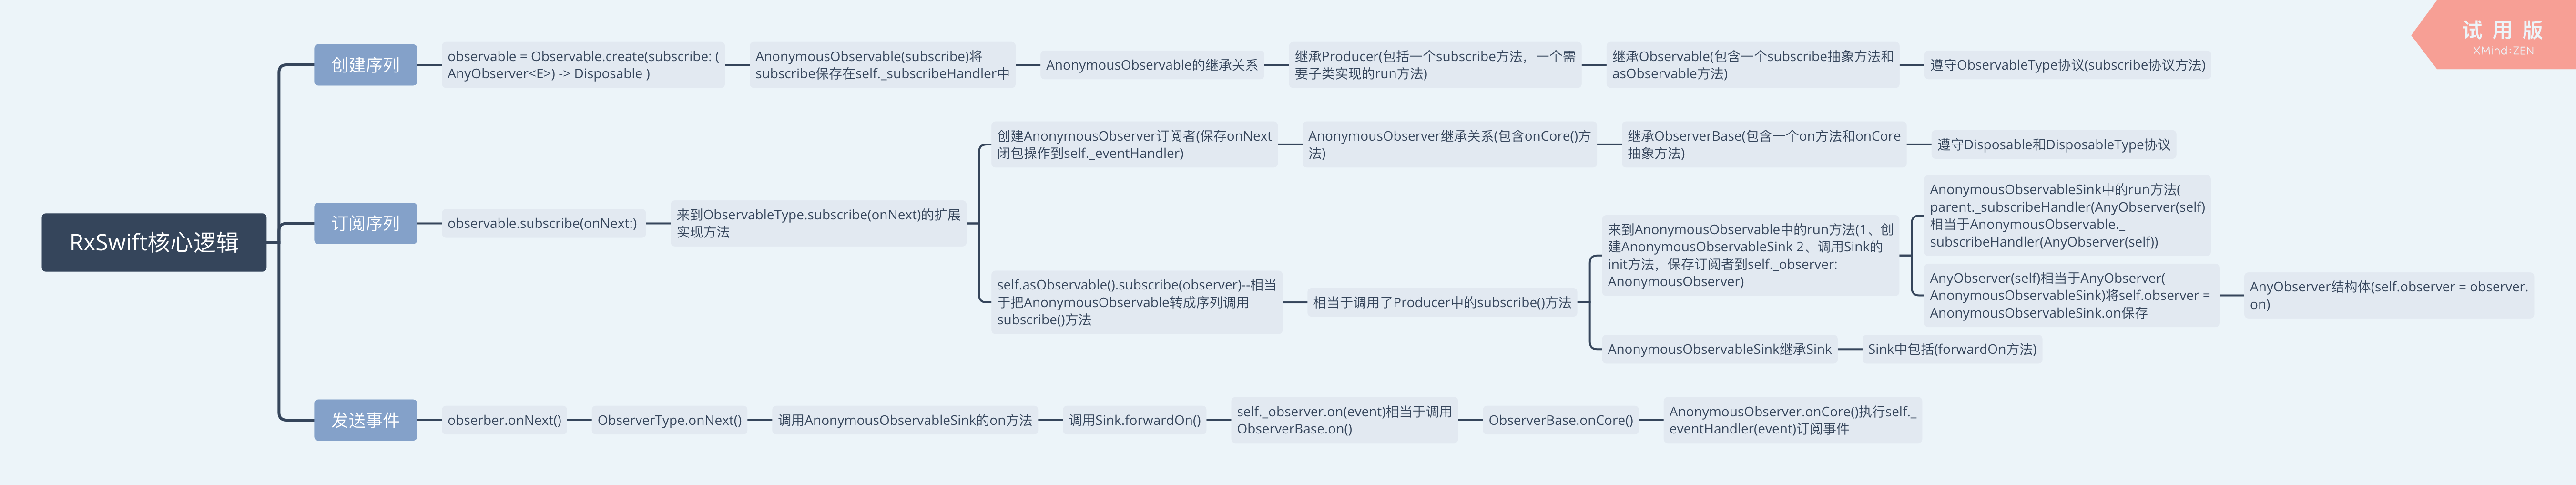 试 用 版
XMind:ZEN
RxSwift核心逻辑
创建序列
observable = Observable.create(subscribe: (
AnyObserver<E>) -> Disposable )
AnonymousObservable(subscribe)将
subscribe保存在self._subscribeHandler中
AnonymousObservable的继承关系
继承Producer(包括一个subscribe方法，一个需
要子类实现的run方法)
继承Observable(包含一个subscribe抽象方法和
asObservable方法)
遵守ObservableType协议(subscribe协议方法)
订阅序列
observable.subscribe(onNext:)
来到ObservableType.subscribe(onNext)的扩展
实现方法
创建AnonymousObserver订阅者(保存onNext
闭包操作到self._eventHandler)
AnonymousObserver继承关系(包含onCore()方
法)
继承ObserverBase(包含一个on方法和onCore
抽象方法)
遵守Disposable和DisposableType协议
self.asObservable().subscribe(observer)--相当
于把AnonymousObservable转成序列调用
subscribe()方法
相当于调用了Producer中的subscribe()方法
来到AnonymousObservable中的run方法(1、创
建AnonymousObservableSink 2、调用Sink的
init方法，保存订阅者到self._observer:
AnonymousObserver)
AnonymousObservableSink中的run方法(
parent._subscribeHandler(AnyObserver(self)
相当于AnonymousObservable._
subscribeHandler(AnyObserver(self))
AnyObserver(self)相当于AnyObserver(
AnonymousObservableSink)将self.observer =
AnonymousObservableSink.on保存
AnyObserver结构体(self.observer = observer.
on)
AnonymousObservableSink继承Sink
Sink中包括(forwardOn方法)
发送事件
obserber.onNext()
ObserverType.onNext()
调用AnonymousObservableSink的on方法
调用Sink.forwardOn()
self._observer.on(event)相当于调用
ObserverBase.on()
ObserverBase.onCore()
AnonymousObserver.onCore()执行self._
eventHandler(event)订阅事件